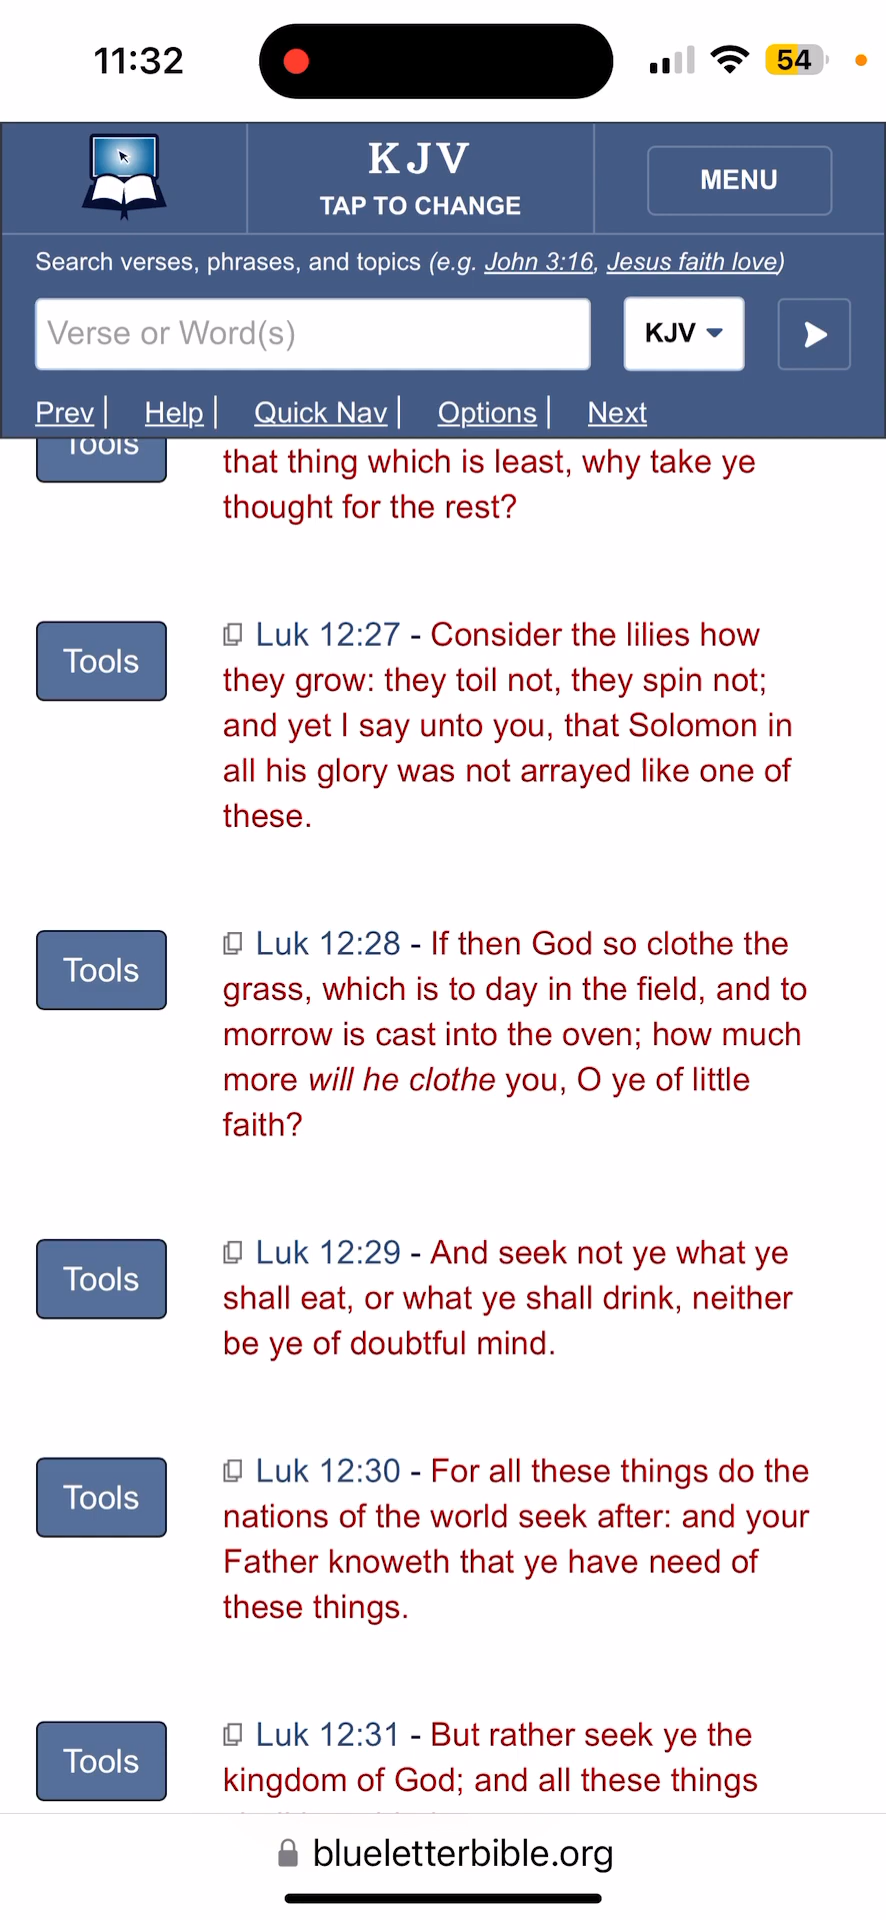 11:32
54
KJV
TAP TO CHANGE
MENU
Search verses, phrases, and topics (e.g. John 3:16, Jesus faith love)
Verse or Word(s)
KJV
Prev | Help | Quick Nav | Options | Next
Tools
that thing which is least, why take ye
thought for the rest?
Tools
Luk 12:27 - Consider the lilies how
they grow: they toil not, they spin not;
and yet I say unto you, that Solomon in
all his glory was not arrayed like one of
these.
Tools
Luk 12:28 - If then God so clothe the
grass, which is to day in the field, and to
morrow is cast into the oven; how much
more will he clothe you, O ye of little
faith?
Tools
Luk 12:29 - And seek not ye what ye
shall eat, or what ye shall drink, neither
be ye of doubtful mind.
Tools
Luk 12:30 - For all these things do the
nations of the world seek after: and your
Father knoweth that ye have need of
these things.
Tools
Luk 12:31 - But rather seek ye the
kingdom of God; and all these things
blueletterbible.org